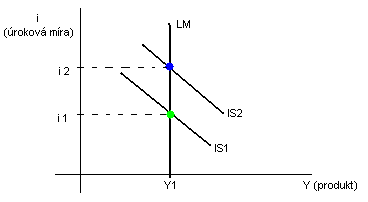 i
(úroková míra)
LM
i 2
IS2
i 1
IS1
Y1
Y (produkt)